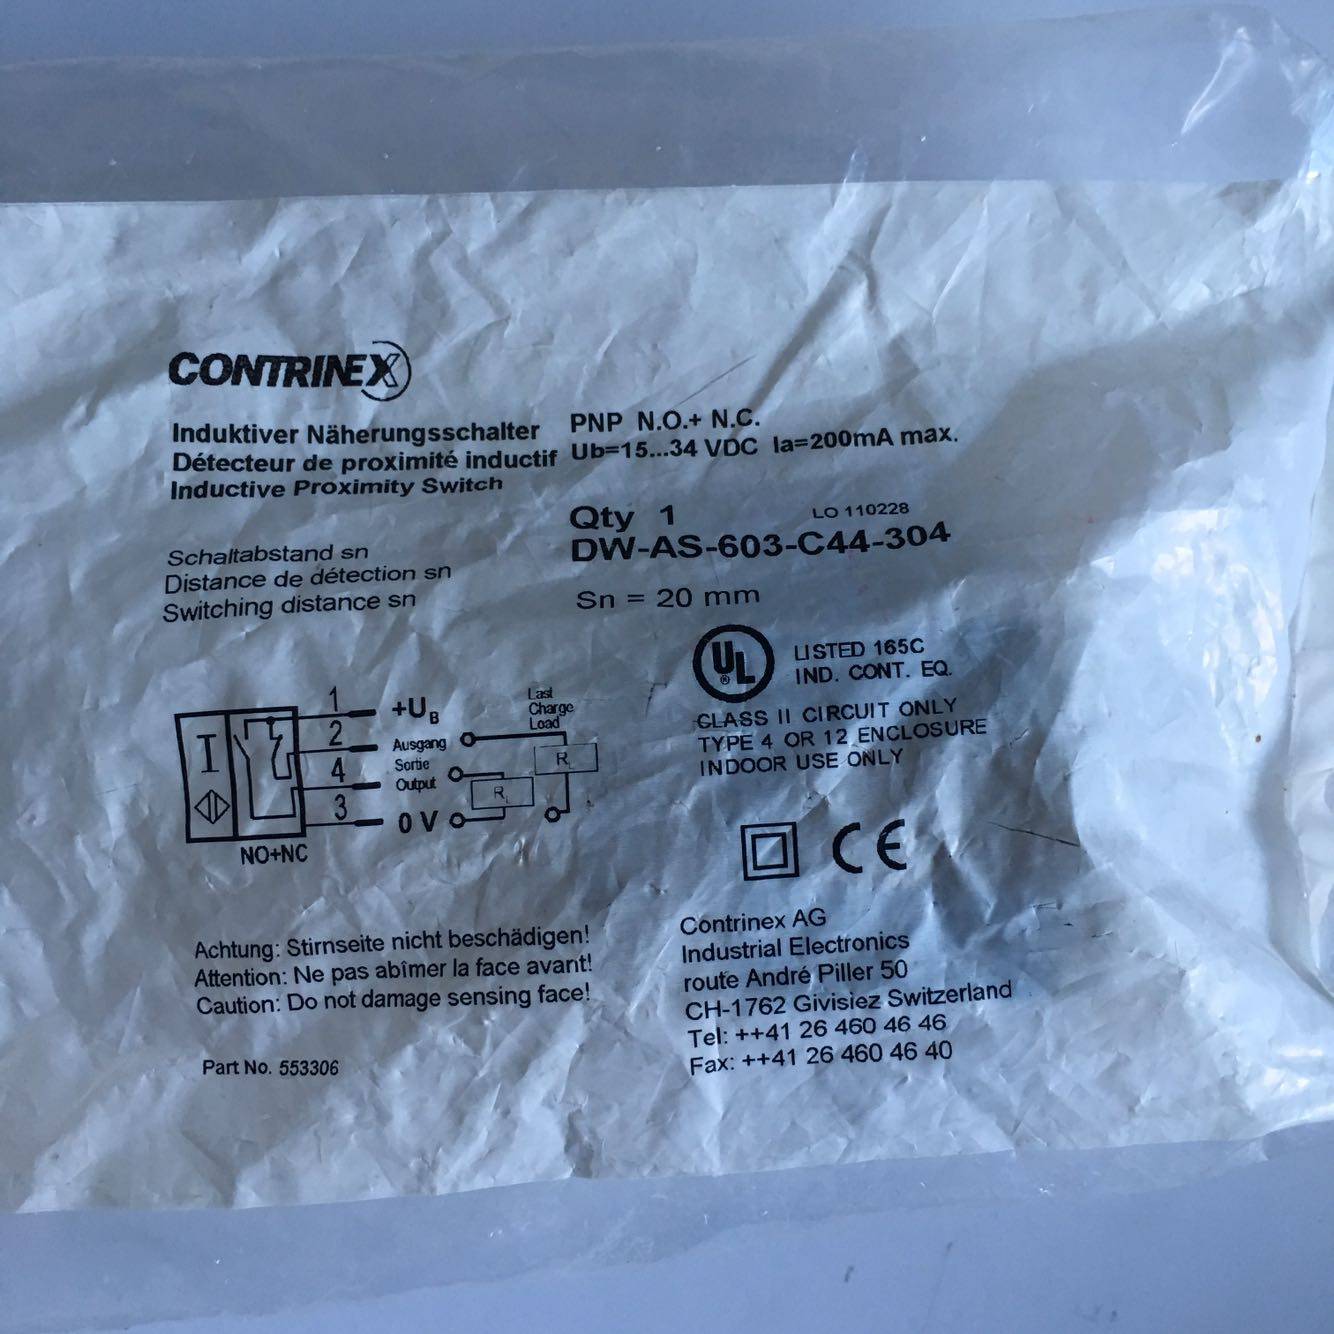 CONTRINEX
Induktiver Näherungsschalter
Détecteur de proximité inductif
Inductive Proximity Switch
PNP N.O.+ N.C.
Ub=15...34 VDC Ia=200mA max.
Qty 1
LO 110228
DW-AS-603-C44-304
Schaltabstand sn
Distance de détection sn
Switching distance sn
Sn = 20 mm
UL ®
LISTED 165C
IND. CONT. EQ.
CLASS II CIRCUIT ONLY
TYPE 4 OR 12 ENCLOSURE
INDOOR USE ONLY
I
NO+NC
1
2
4
3
+UB
Ausgang
Sortie
Output
0 V
Last
Charge
Load
RL
RL
CE
Achtung: Stirnseite nicht beschädigen!
Attention: Ne pas abîmer la face avant!
Caution: Do not damage sensing face!
Part No. 553306
Contrinex AG
Industrial Electronics
route André Piller 50
CH-1762 Givisiez Switzerland
Tel: ++41 26 460 46 46
Fax: ++41 26 460 46 40